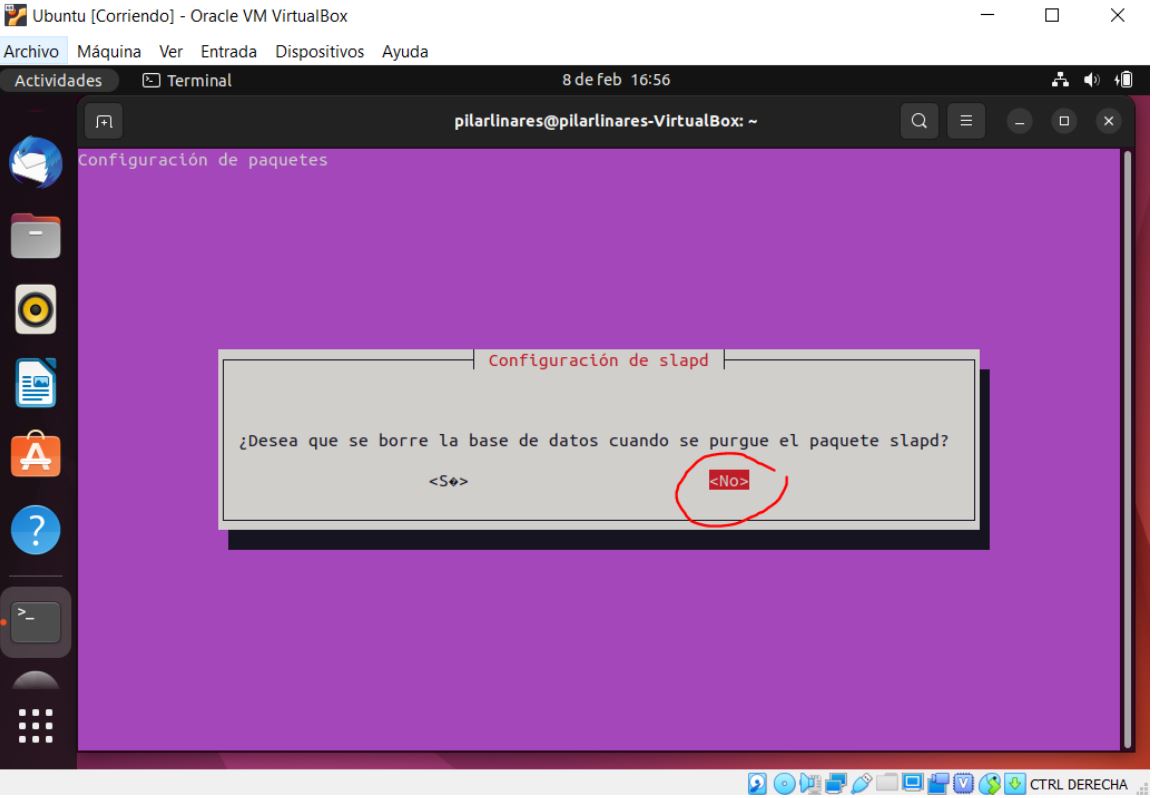 Ubuntu [Corriendo] - Oracle VM VirtualBox
Archivo Máquina Ver Entrada Dispositivos Ayuda
Actividades Terminal 8 de feb 16:56
pilarlinares@pilarlinares-VirtualBox: ~
Configuración de paquetes
Configuración de slapd
¿Desea que se borre la base de datos cuando se purgue el paquete slapd?
<S�> <No>
CTRL DERECHA